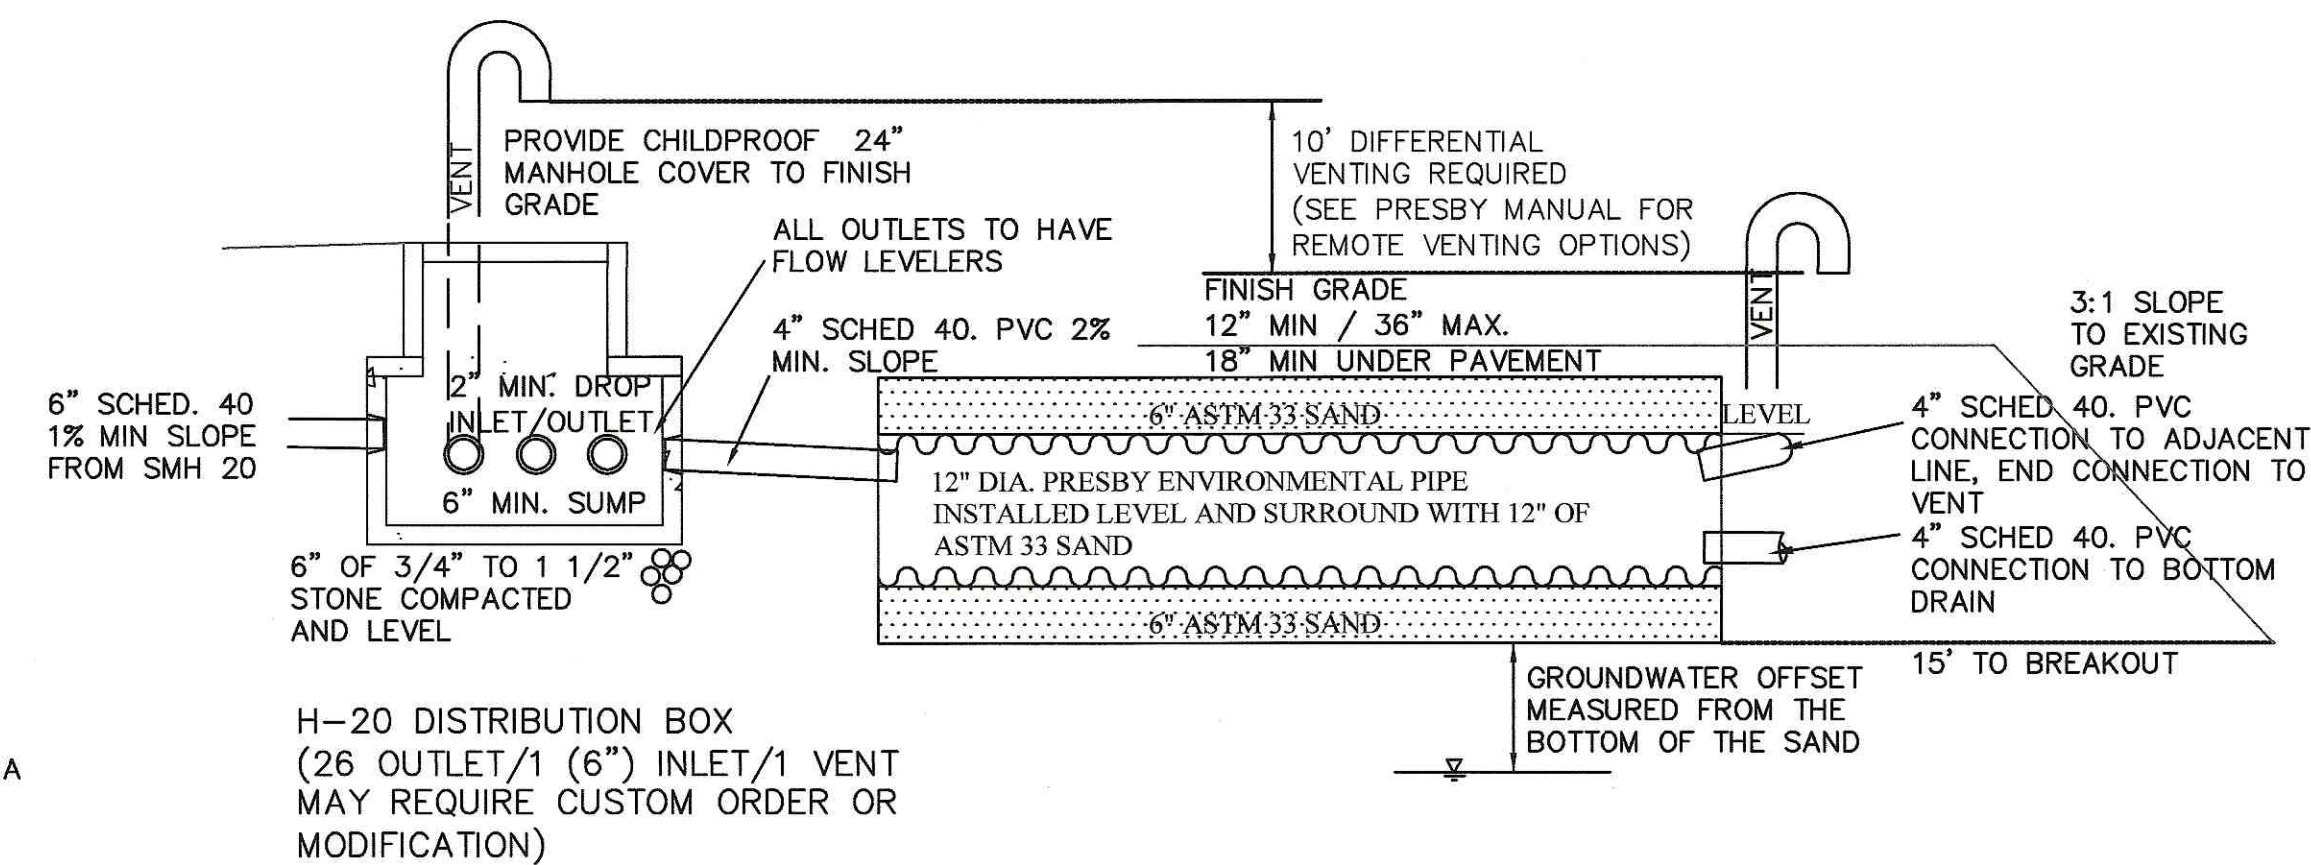 VENT
PROVIDE CHILDPROOF 24”
MANHOLE COVER TO FINISH
GRADE
ALL OUTLETS TO HAVE
FLOW LEVELERS
4” SCHED 40. PVC 2%
MIN. SLOPE
10’ DIFFERENTIAL
VENTING REQUIRED
(SEE PRESBY MANUAL FOR
REMOTE VENTING OPTIONS)
FINISH GRADE
12” MIN / 36” MAX.
18” MIN UNDER PAVEMENT
VENT
3:1 SLOPE
TO EXISTING
GRADE
6” SCHED. 40
1% MIN SLOPE
FROM SMH 20
2” MIN. DROP
INLET/OUTLET
6” MIN. SUMP
6" ASTM 33 SAND
LEVEL
4” SCHED 40. PVC
CONNECTION TO ADJACENT
LINE, END CONNECTION TO
VENT
12" DIA. PRESBY ENVIRONMENTAL PIPE
INSTALLED LEVEL AND SURROUND WITH 12" OF
ASTM 33 SAND
4” SCHED 40. PVC
CONNECTION TO BOTTOM
DRAIN
6” OF 3/4” TO 1 1/2”
STONE COMPACTED
AND LEVEL
6" ASTM 33 SAND
15’ TO BREAKOUT
GROUNDWATER OFFSET
MEASURED FROM THE
BOTTOM OF THE SAND
H-20 DISTRIBUTION BOX
(26 OUTLET/1 (6”) INLET/1 VENT
MAY REQUIRE CUSTOM ORDER OR
MODIFICATION)
A